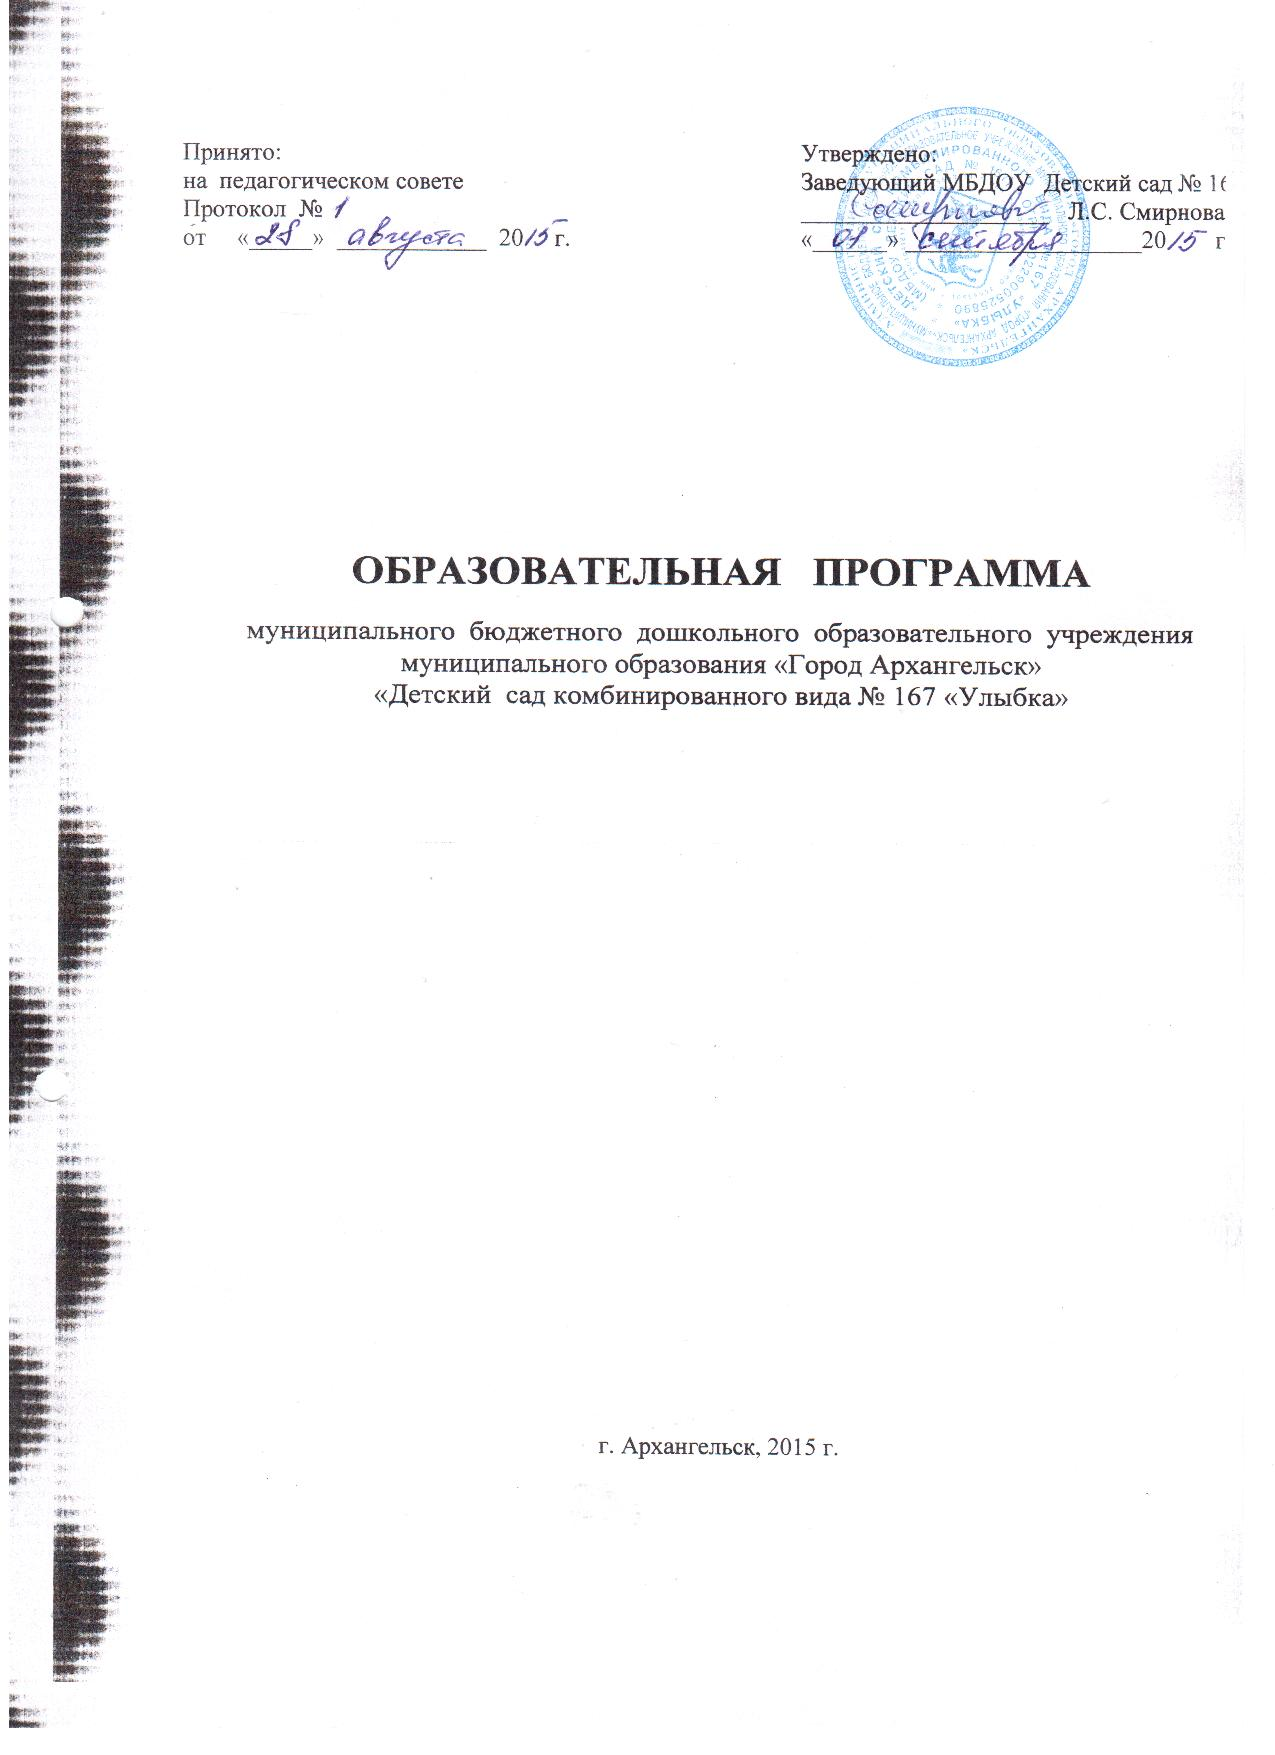 Принято:
на педагогическом совете
Протокол № 1
от « 28 » августа 2015 г.
Утверждено:
Заведующий МБДОУ Детский сад № 16
Л.С. Смирнова
« 01 » сентября 2015 г
ОБРАЗОВАТЕЛЬНАЯ ПРОГРАММА
муниципального бюджетного дошкольного образовательного учреждения
муниципального образования «Город Архангельск»
«Детский сад комбинированного вида № 167 «Улыбка»
г. Архангельск, 2015 г.